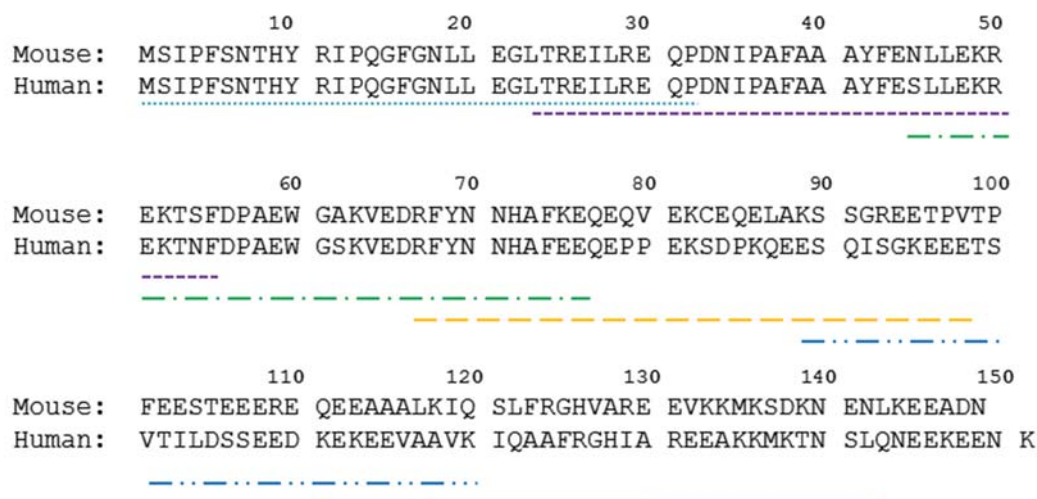 10 20 30 40 50
Mouse: MSIPFSNTHY RIPQGFGNLL EGLTREILRE QPDNIPAFAA AYFENLLEKR
Human: MSIPFSNTHY RIPQGFGNLL EGLTREILRE QPDNIPAFAA AYFESLLEKR
60 70 80 90 100
Mouse: EKTSFDPAEW GAKVEDRFYN NHAFKEQEQV EKCEQELAKS SGREETPVTP
Human: EKTNFDPAEW GSKVEDRFYN NHAFEEQEPP EKSDPKQEES QISGKEEETS
110 120 130 140 150
Mouse: FEESTEEERE QEEAAALKIQ SLFRGHVARE EVKKMKSDKN ENLKEEADN
Human: VTILDSSEED KEKEEVAAVK IQAAFRGHIA REEAKKMKTN SLQNEEKEEN K